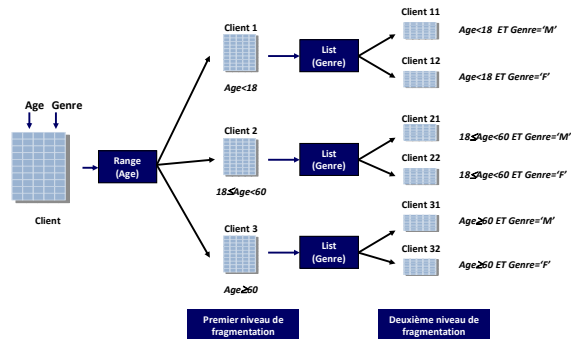 Client 11
Age<18 ET Genre='M'
Client 1
List
(Genre)
Client 12
Age<18 ET Genre='F'
Age<18
Age Genre
Client 21
18≤Age<60 ET Genre='M'
Client 2
Range
(Age)
List
(Genre)
Client 22
18≤Age<60 ET Genre='F'
18≤Age<60
Client
Client 31
Age≥60 ET Genre='M'
Client 3
List
(Genre)
Client 32
Age≥60 ET Genre='F'
Age≥60
Premier niveau de
fragmentation
Deuxième niveau de
fragmentation